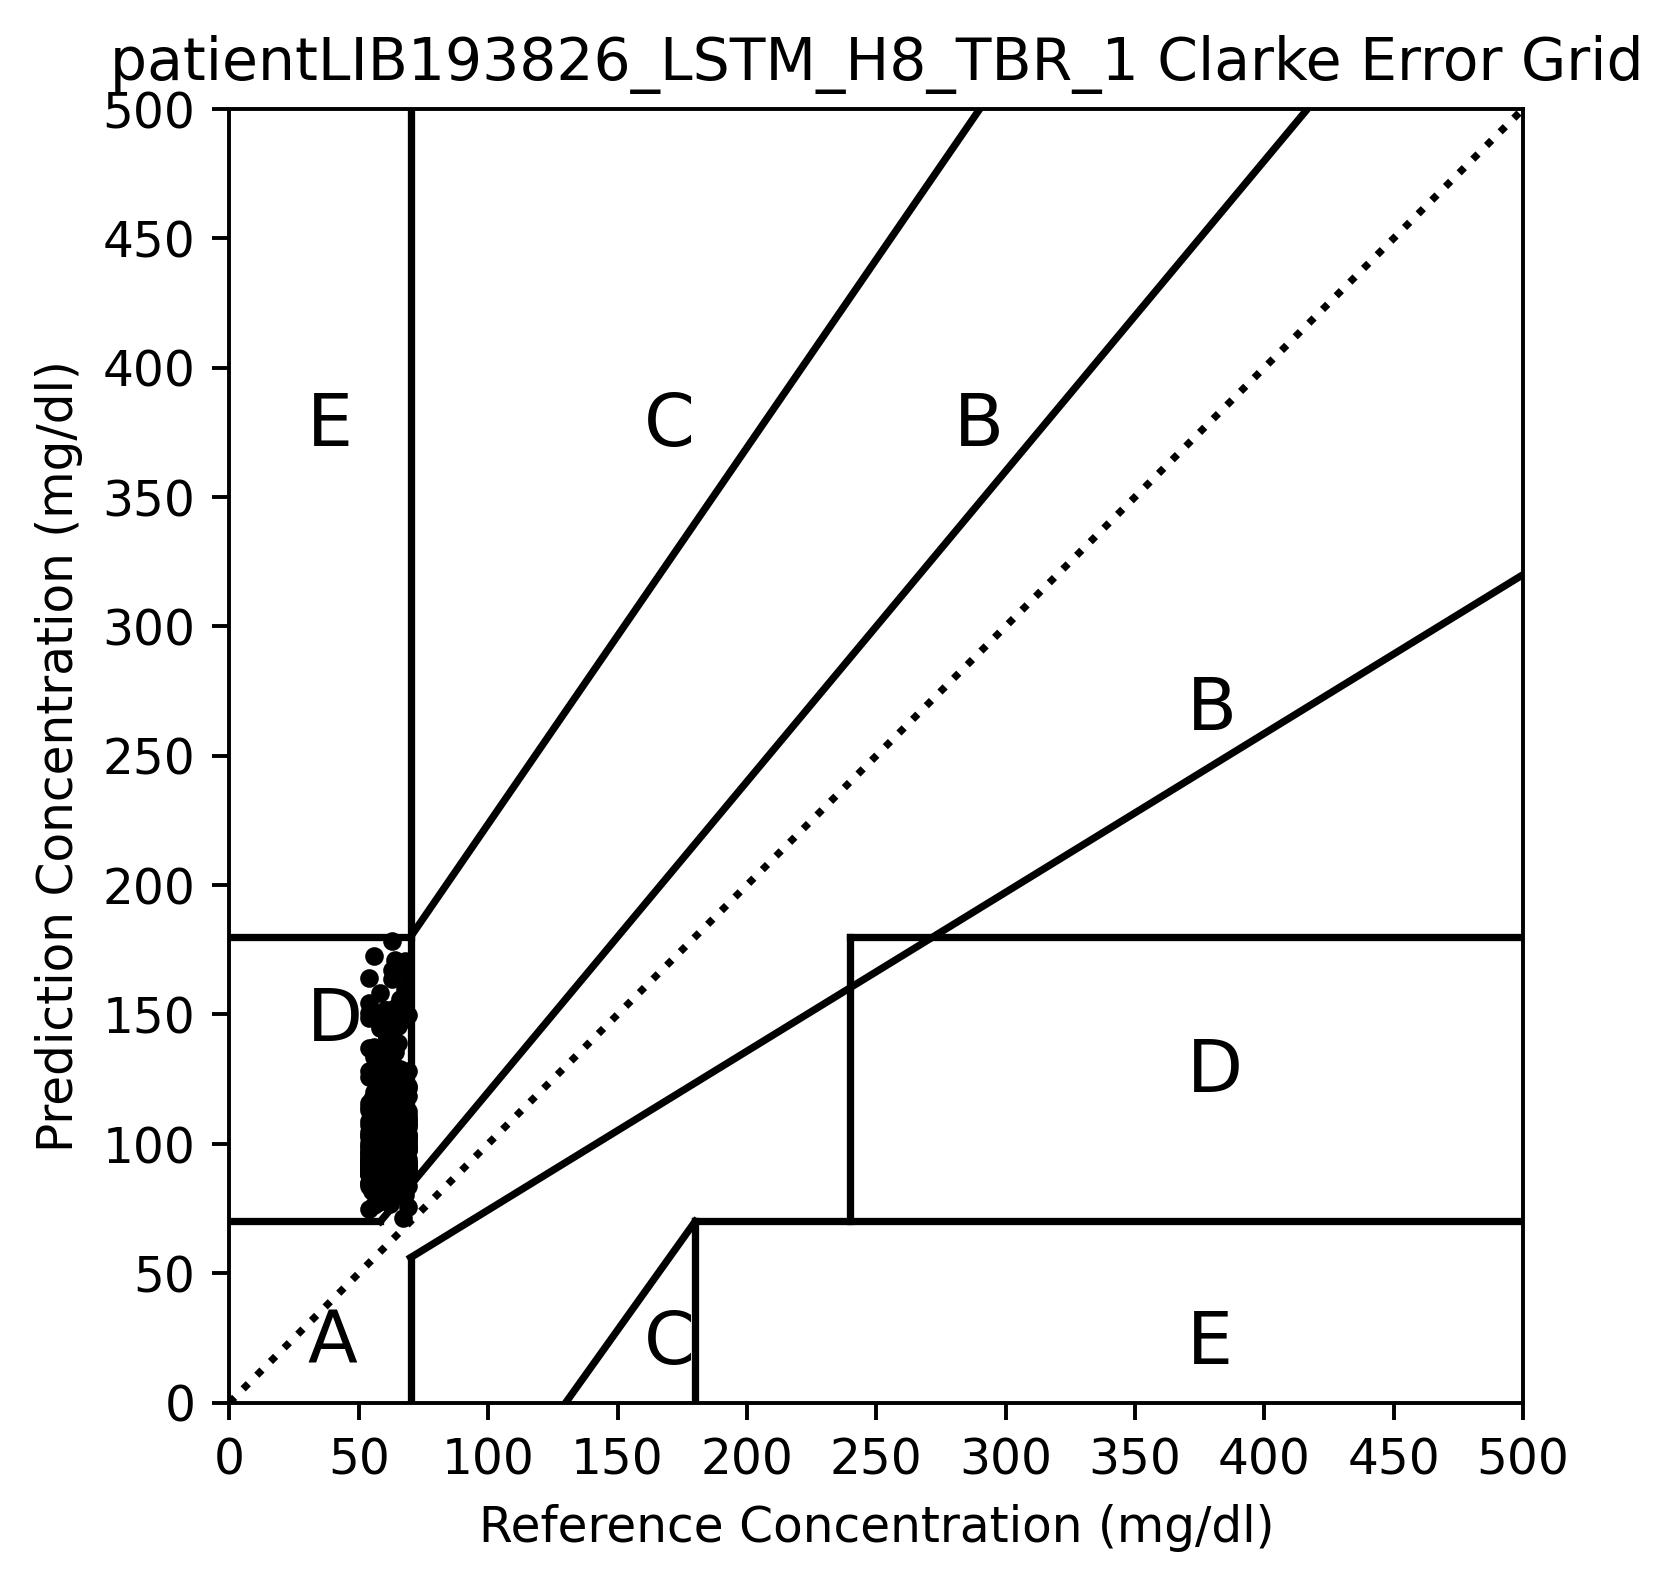 patientLIB193826_LSTM_H8_TBR_1 Clarke Error Grid
500
450
400
350
300
250
200
150
100
50
0
Prediction Concentration (mg/dl)
E
C
B
B
D
D
A
C
E
0 50 100 150 200 250 300 350 400 450 500
Reference Concentration (mg/dl)